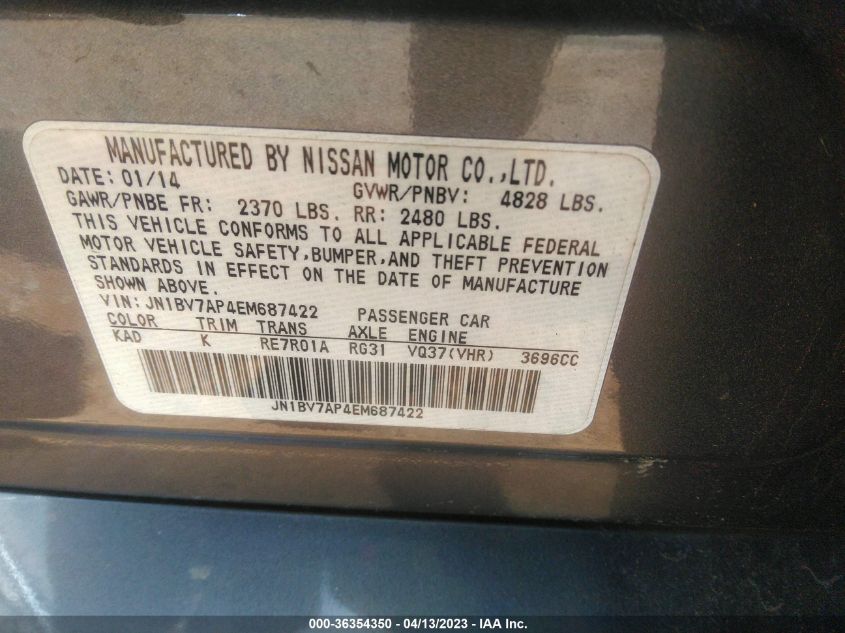 MANUFACTURED BY NISSAN MOTOR CO.,LTD.
DATE: 01/14 GVWR/PNBV: 4828 LBS.
GAWR/PNBE FR: 2370 LBS. RR: 2480 LBS.
THIS VEHICLE CONFORMS TO ALL APPLICABLE FEDERAL
MOTOR VEHICLE SAFETY,BUMPER,AND THEFT PREVENTION
STANDARDS IN EFFECT ON THE DATE OF MANUFACTURE
SHOWN ABOVE.
VIN: JN1BV7AP4EM687422 PASSENGER CAR
COLOR TRIM TRANS AXLE ENGINE
KAD K RE7R01A RG31 VQ37(VHR) 3696CC
JN1BV7AP4EM687422
000-36354350 - 04/13/2023 - IAA Inc.